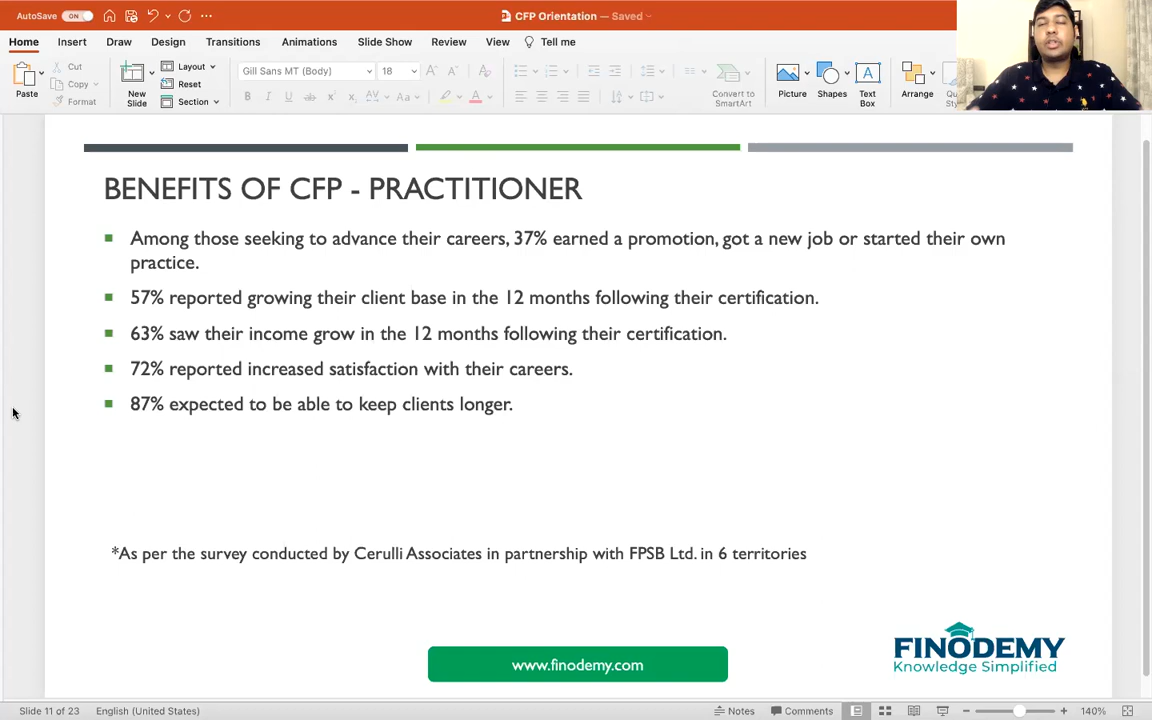 AutoSave ON CFP Orientation — Saved
Home Insert Draw Design Transitions Animations Slide Show Review View Tell me
Paste Cut Copy Format New Slide Layout Reset Section Gill Sans MT (Body) 18 Convert to SmartArt Picture Shapes Text Box Arrange
BENEFITS OF CFP - PRACTITIONER
Among those seeking to advance their careers, 37% earned a promotion, got a new job or started their own
practice.
57% reported growing their client base in the 12 months following their certification.
63% saw their income grow in the 12 months following their certification.
72% reported increased satisfaction with their careers.
87% expected to be able to keep clients longer.
*As per the survey conducted by Cerulli Associates in partnership with FPSB Ltd. in 6 territories
FINODEMY
Knowledge Simplified
www.finodemy.com
Slide 11 of 23 English (United States) Notes Comments 140%